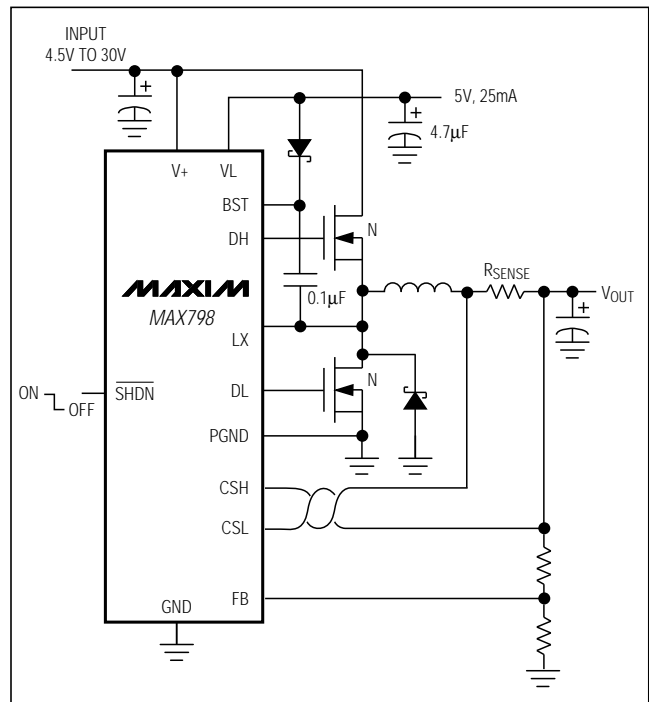 INPUT
4.5V TO 30V
+
+
5V, 25mA
4.7µF
V+ VL
BST
DH
N
MAXIM
MAX798
0.1µF
RSENSE
VOUT
+
LX
ON
OFF
SHDN
DL
N
PGND
CSH
CSL
FB
GND